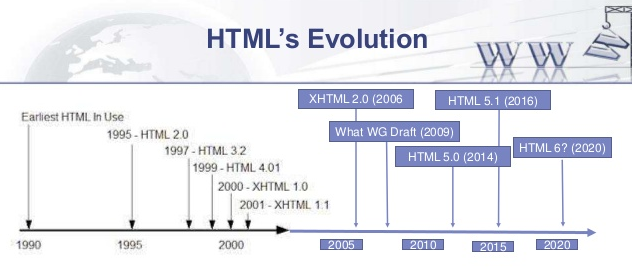 HTML's Evolution
W W W
Earliest HTML In Use
1995 - HTML 2.0
1997 - HTML 3.2
1999 - HTML 4.01
2000 - XHTML 1.0
2001 - XHTML 1.1
XHTML 2.0 (2006
What WG Draft (2009)
HTML 5.1 (2016)
HTML 5.0 (2014)
HTML 6? (2020)
1990
1995
2000
2005
2010
2015
2020